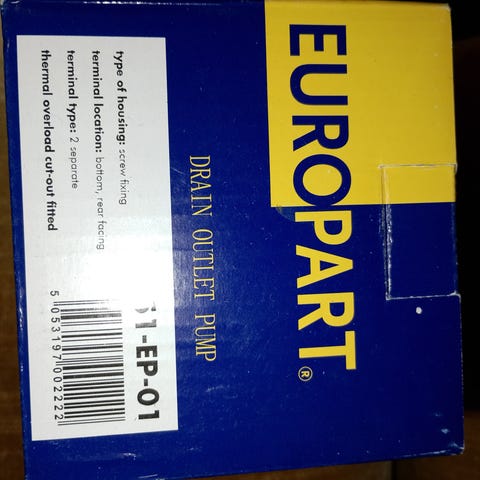 EUROPART®
DRAIN OUTLET PUMP
type of housing: screw fixing
terminal location: bottom, rear facing
terminal type: 2 separate
thermal overload cut-out fitted
1-EP-01
5 053197 002222